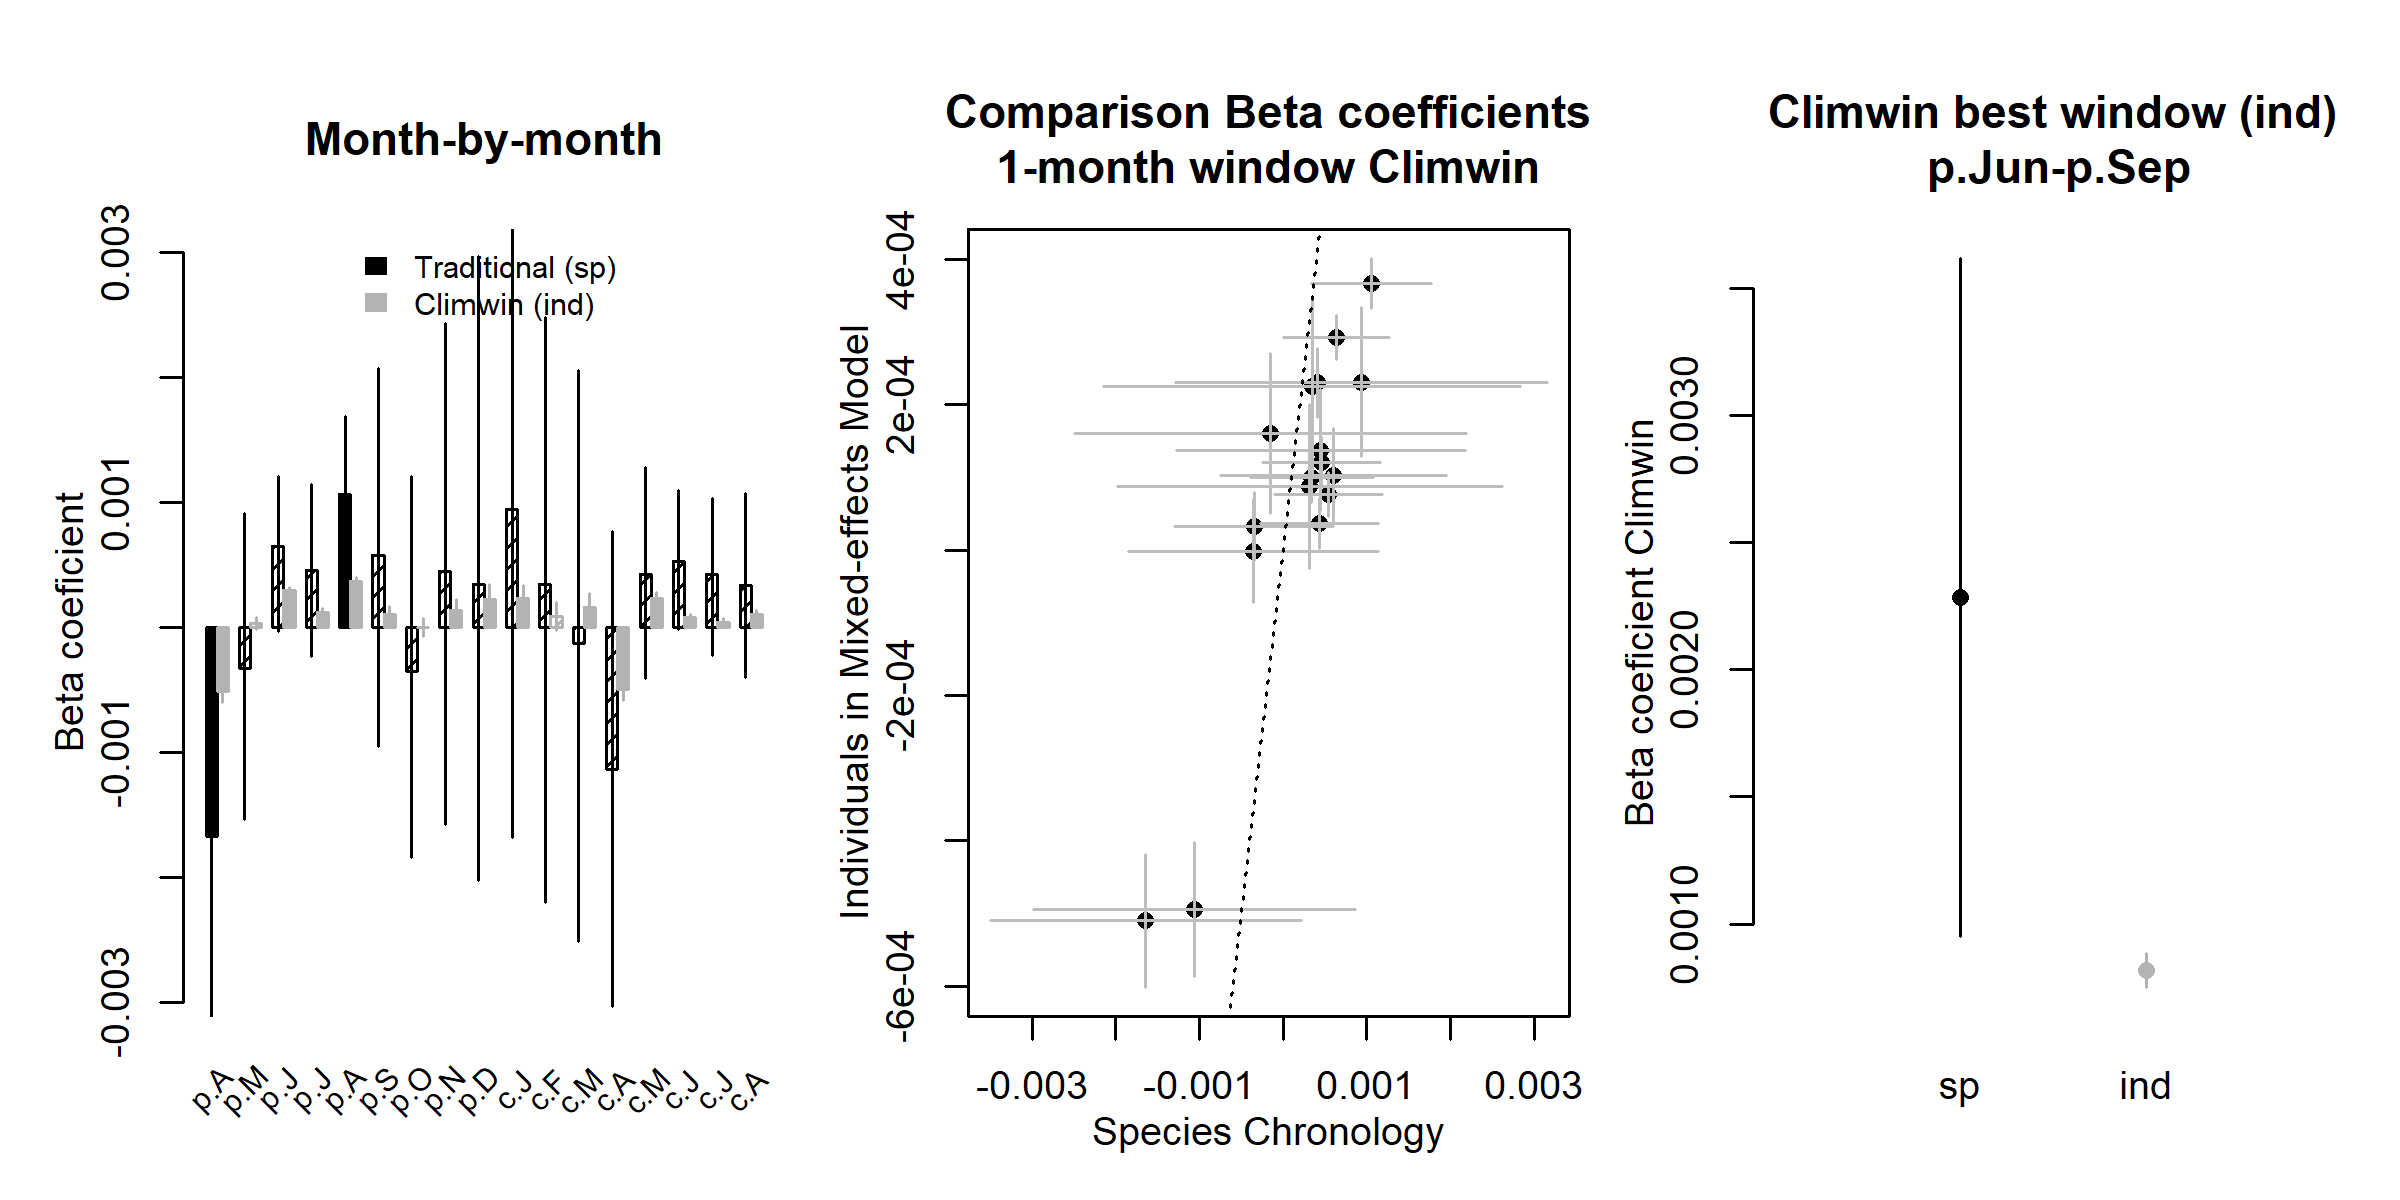 Month-by-month
Beta coeficient
0.003
0.001
-0.001
-0.003
Traditional (sp)
Climwin (ind)
p.A
p.M
p.J
p.J
p.A
p.S
p.O
p.N
p.D
c.J
c.F
c.M
c.A
c.M
c.J
c.J
c.A
Comparison Beta coefficients
1-month window Climwin
Individuals in Mixed-effects Model
4e-04
2e-04
-2e-04
-6e-04
-0.003
-0.001
0.001
0.003
Species Chronology
Climwin best window (ind)
p.Jun-p.Sep
Beta coeficient Climwin
0.0030
0.0020
0.0010
sp
ind